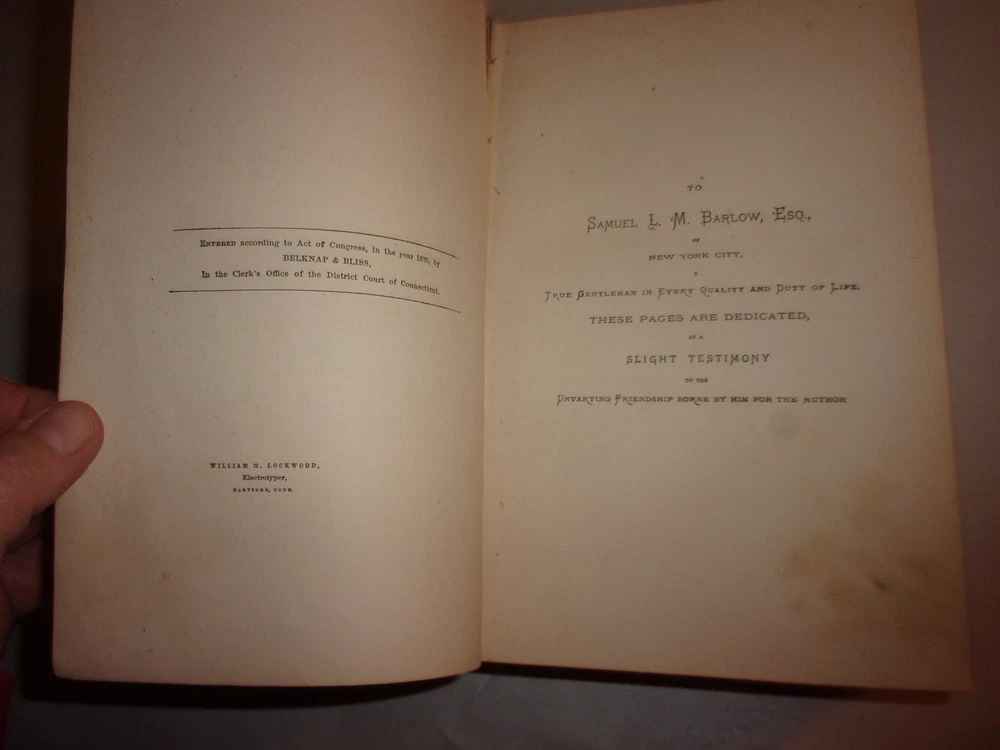 ENTERED according to Act of Congress, in the year 1875, by
BELKNAP & BLISS,
In the Clerk's Office of the District Court of Connecticut.
WILLIAM H. LOCKWOOD,
Electrotyper,
HARTFORD, CONN.
TO
SAMUEL L. M. BARLOW, ESQ.,
OF
NEW YORK CITY,
A
TRUE GENTLEMAN IN EVERY QUALITY AND DUTY OF LIFE,
THESE PAGES ARE DEDICATED,
AS A
SLIGHT TESTIMONY
TO THE
UNVARYING FRIENDSHIP BORNE BY HIM FOR THE AUTHOR